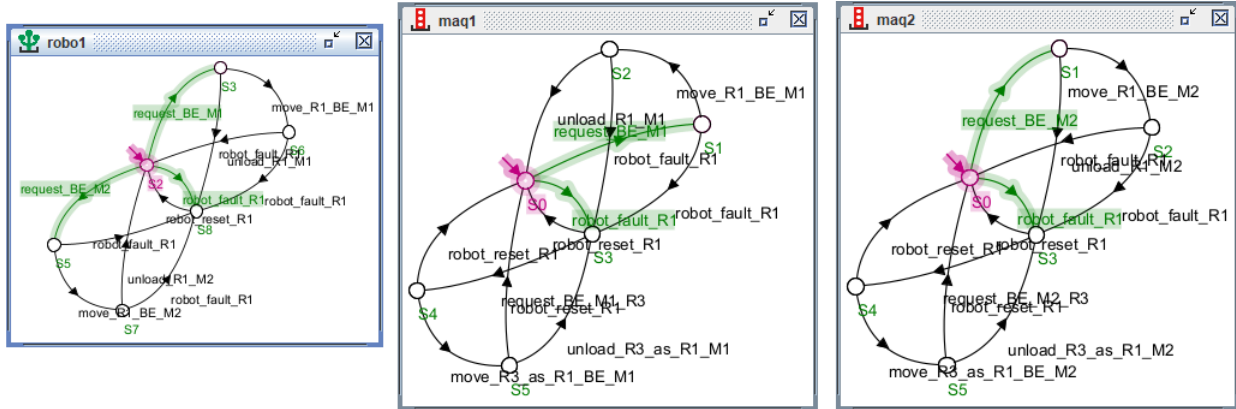 robo1
S3
move_R1_BE_M1
request_BE_M1
S6
robot_fault_R1
unload_R1_M1
S2
request_BE_M2
robot_fault_R1
robot_fault_R1
robot_reset_R1
S8
S5
robot_fault_R1
unload_R1_M2
robot_fault_R1
move_R1_BE_M2
S7
maq1
S2
move_R1_BE_M1
unload_R1_M1
request_BE_M1
S1
robot_fault_R1
S0
robot_fault_R1
robot_fault_R1
robot_reset_R1
robot_reset_R1
S3
request_BE_M1_R3
robot_reset_R1
S4
unload_R3_as_R1_M1
move_R3_as_R1_BE_M1
S5
maq2
S1
move_R1_BE_M2
request_BE_M2
S2
robot_fault_R1
unload_R1_M2
S0
robot_fault_R1
robot_fault_R1
robot_reset_R1
robot_reset_R1
S3
request_BE_M2_R3
robot_reset_R1
S4
unload_R3_as_R1_M2
move_R3_as_R1_BE_M2
S5